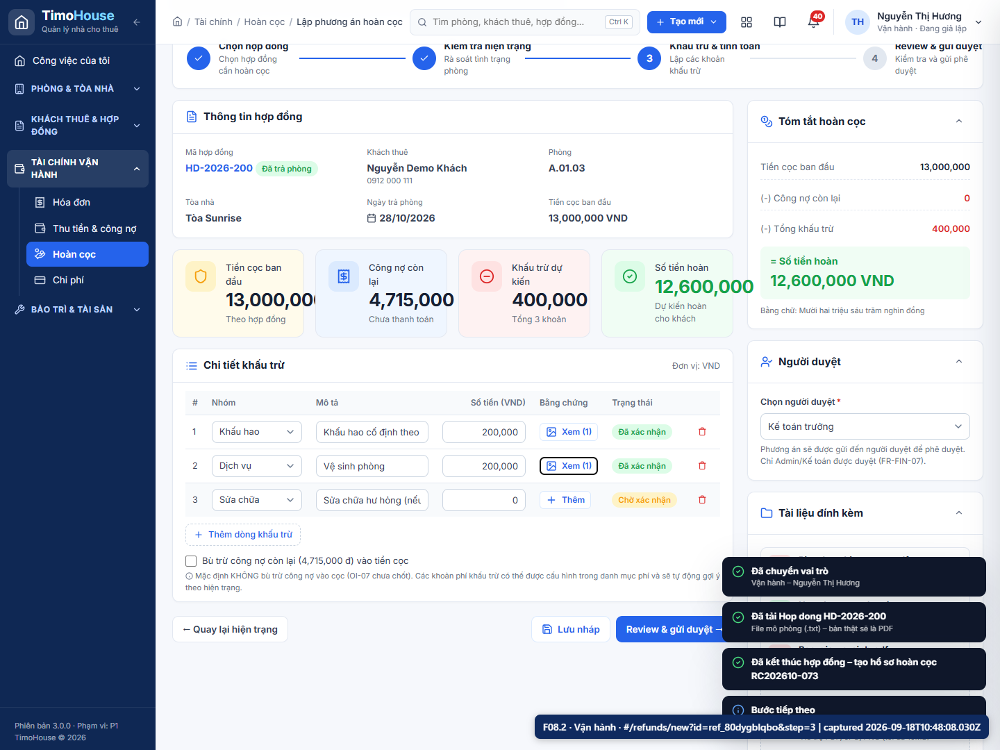 TimoHouse
Quản lý nhà cho thuê
Công việc của tôi
PHÒNG & TÒA NHÀ
KHÁCH THUÊ & HỢP ĐỒNG
TÀI CHÍNH VẬN HÀNH
Hóa đơn
Thu tiền & công nợ
Hoàn cọc
Chi phí
BẢO TRÌ & TÀI SẢN
Phiên bản 3.0.0 · Phạm vi: P1
TimoHouse © 2026
/ Tài chính / Hoàn cọc / Lập phương án hoàn cọc
Tìm phòng, khách thuê, hợp đồng...
Ctrl K
Tạo mới
40
TH
Nguyễn Thị Hương
Vận hành · Đang giả lập
Chọn hợp đồng
Chọn hợp đồng cần hoàn cọc
Kiểm tra hiện trạng
Rà soát tình trạng phòng
3
Khấu trừ & tính toán
Lập các khoản khấu trừ
4
Review & gửi duyệt
Kiểm tra và gửi phê duyệt
Thông tin hợp đồng
Mã hợp đồng
HD-2026-200
Đã trả phòng
Khách thuê
Nguyễn Demo Khách
0912 000 111
Phòng
A.01.03
Tòa nhà
Tòa Sunrise
Ngày trả phòng
28/10/2026
Tiền cọc ban đầu
13,000,000 VND
Tiền cọc ban đầu
13,000,000
Theo hợp đồng
Công nợ còn lại
4,715,000
Chưa thanh toán
Khấu trừ dự kiến
400,000
Tổng 3 khoản
Số tiền hoàn
12,600,000
Dự kiến hoàn cho khách
Chi tiết khấu trừ
Đơn vị: VND
# Nhóm Mô tả Số tiền (VND) Bằng chứng Trạng thái
1 Khấu hao Khấu hao cố định theo 200,000 Xem (1) Đã xác nhận
2 Dịch vụ Vệ sinh phòng 200,000 Xem (1) Đã xác nhận
3 Sửa chữa Sửa chữa hư hỏng (nếu 0 Thêm Chờ xác nhận
Thêm dòng khấu trừ
Bù trừ công nợ còn lại (4,715,000 đ) vào tiền cọc
Mặc định KHÔNG bù trừ công nợ vào cọc (OI-07 chưa chốt). Các khoản phí khấu trừ có thể được cấu hình trong danh mục phí và sẽ tự động gợi ý
theo hiện trạng.
← Quay lại hiện trạng
Lưu nháp
Review & gửi duyệt →
Tóm tắt hoàn cọc
Tiền cọc ban đầu 13,000,000
(-) Công nợ còn lại 0
(-) Tổng khấu trừ 400,000
= Số tiền hoàn
12,600,000 VND
Bằng chữ: Mười hai triệu sáu trăm nghìn đồng
Người duyệt
Chọn người duyệt *
Kế toán trưởng
Phương án sẽ được gửi đến người duyệt để phê duyệt.
Chỉ Admin/Kế toán được duyệt (FR-FIN-07).
Tài liệu đính kèm
Đã chuyển vai trò
Vận hành – Nguyễn Thị Hương
Đã tải Hop dong HD-2026-200
File mô phỏng (.txt) – bản thật sẽ là PDF
Đã kết thúc hợp đồng – tạo hồ sơ hoàn cọc
RC202610-073
Bước tiếp theo
F08.2 · Vận hành · #/refunds/new?id=ref_80dygblqbo&step=3 | captured 2026-09-18T10:48:08.030Z